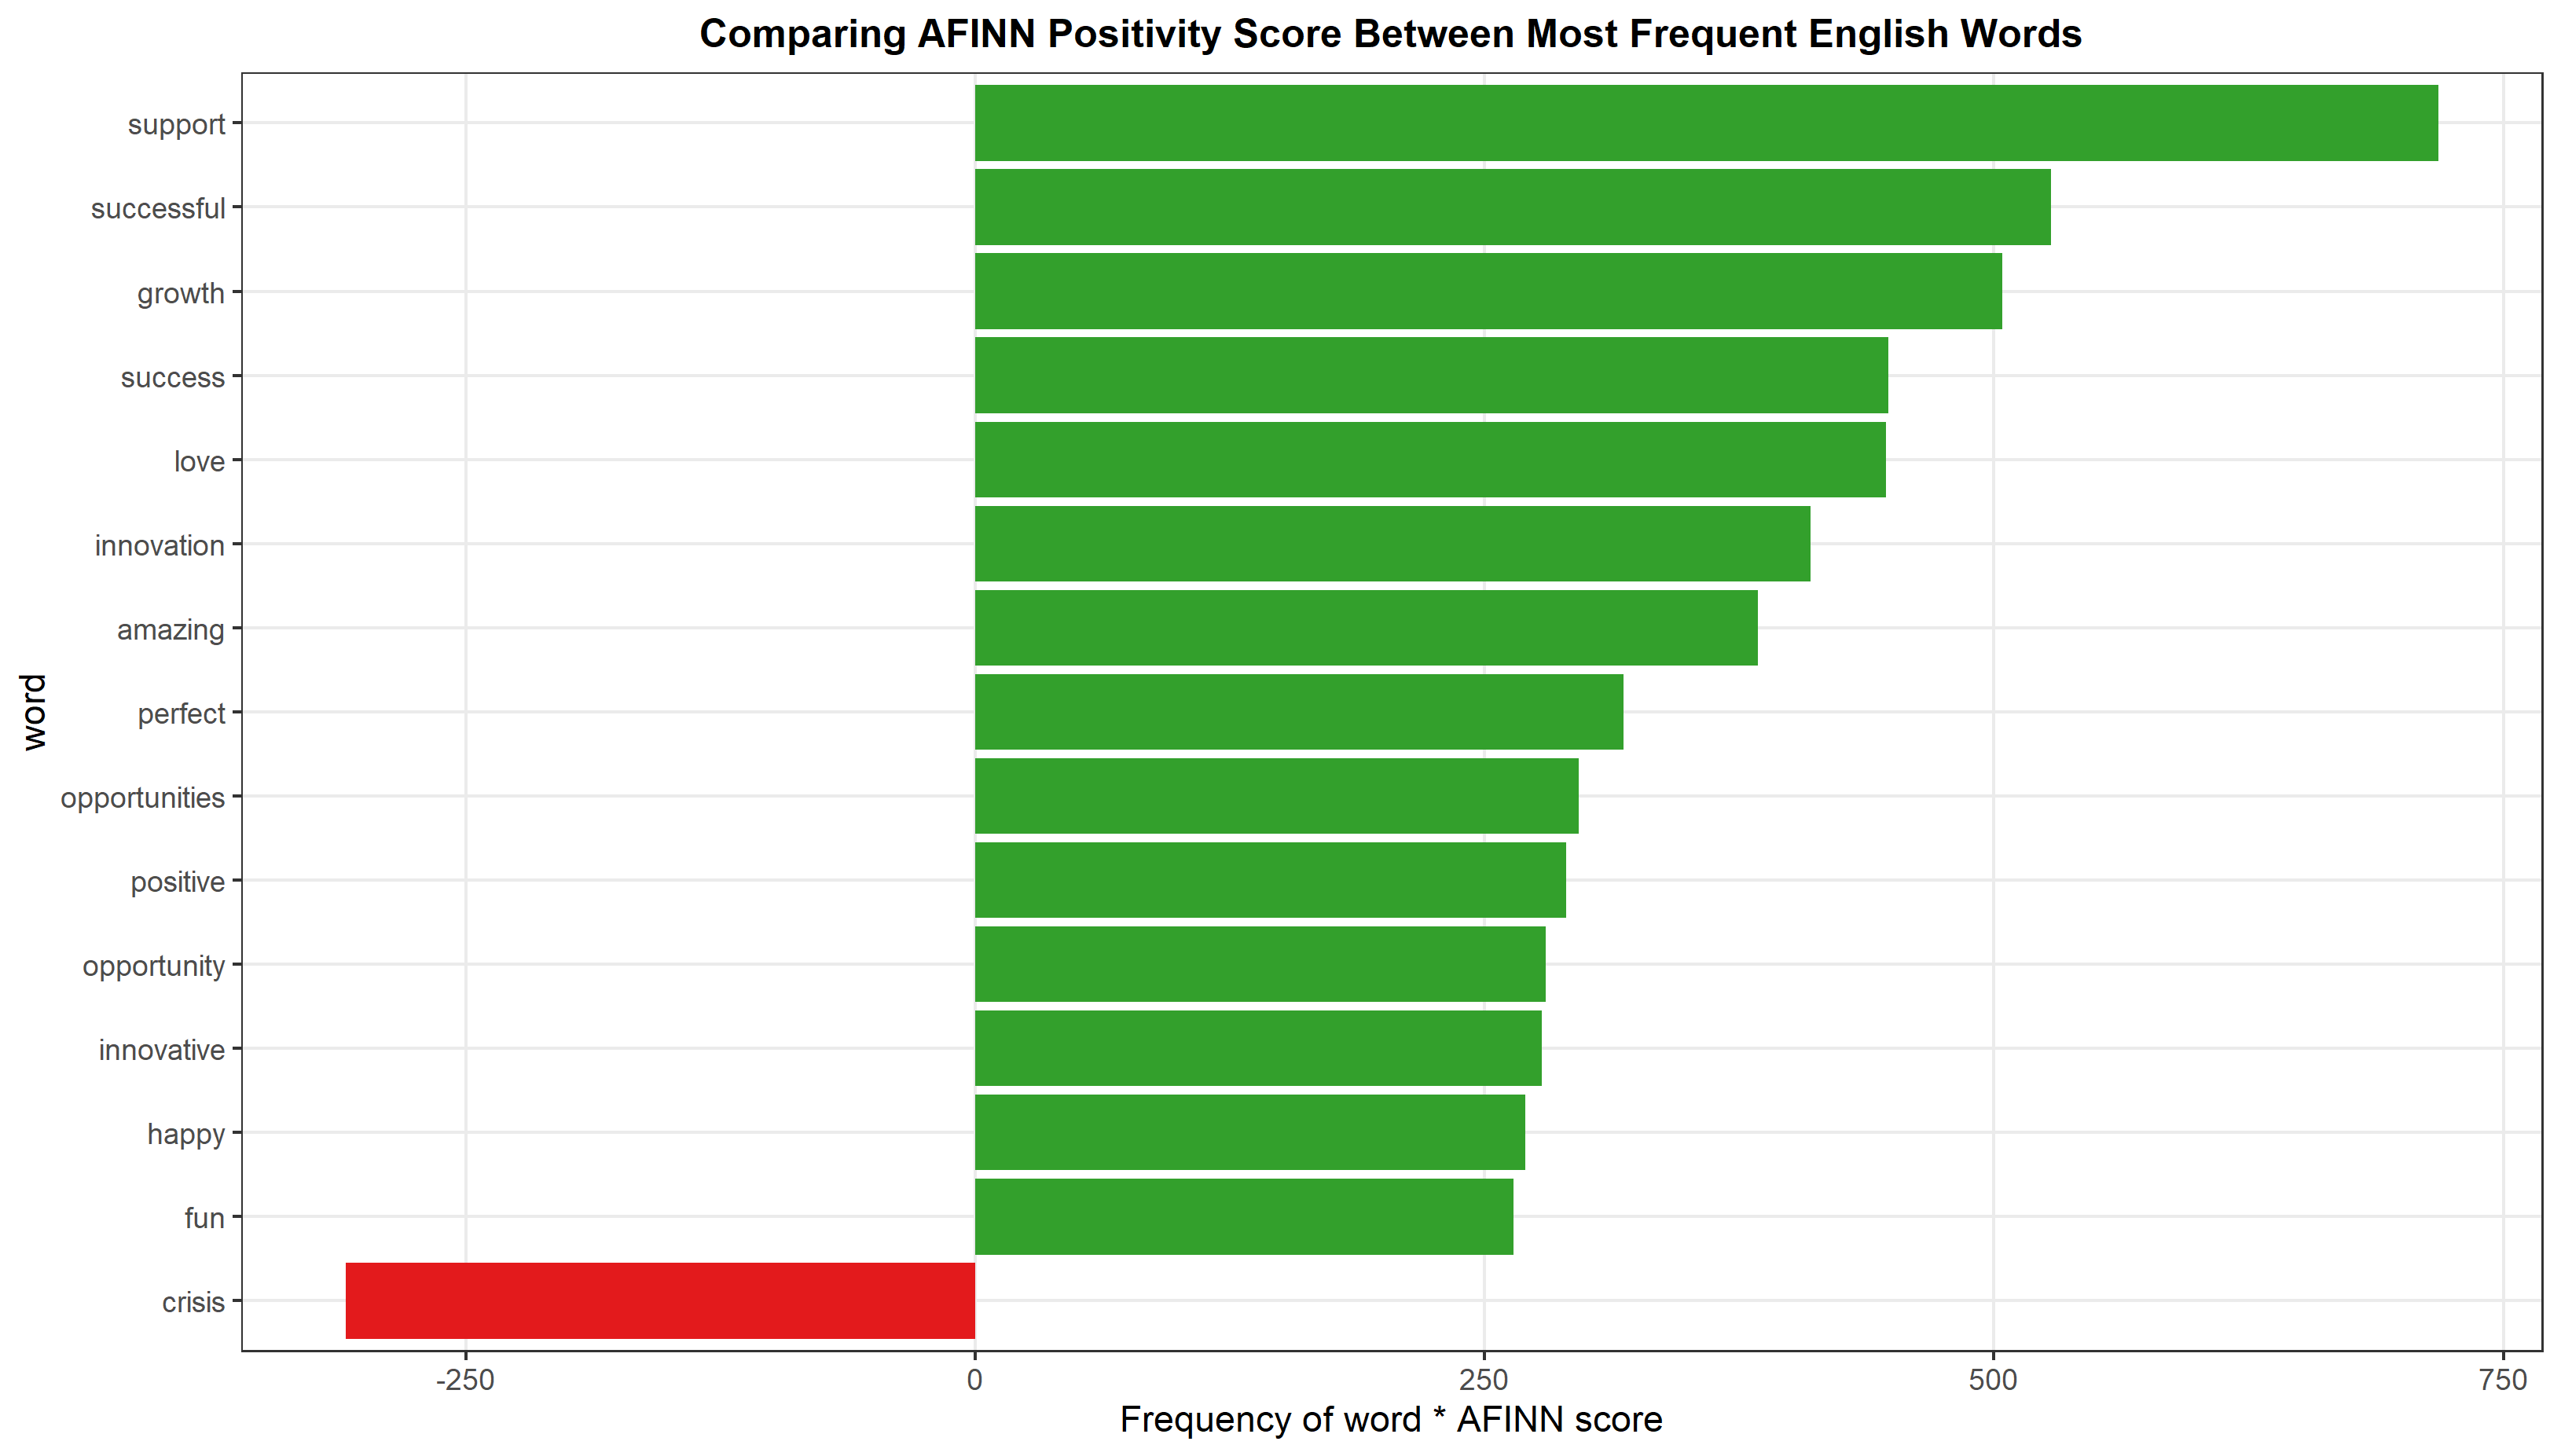 Comparing AFINN Positivity Score Between Most Frequent English Words
word
support
successful
growth
success
love
innovation
amazing
perfect
opportunities
positive
opportunity
innovative
happy
fun
crisis
-250 0 250 500 750
Frequency of word * AFINN score